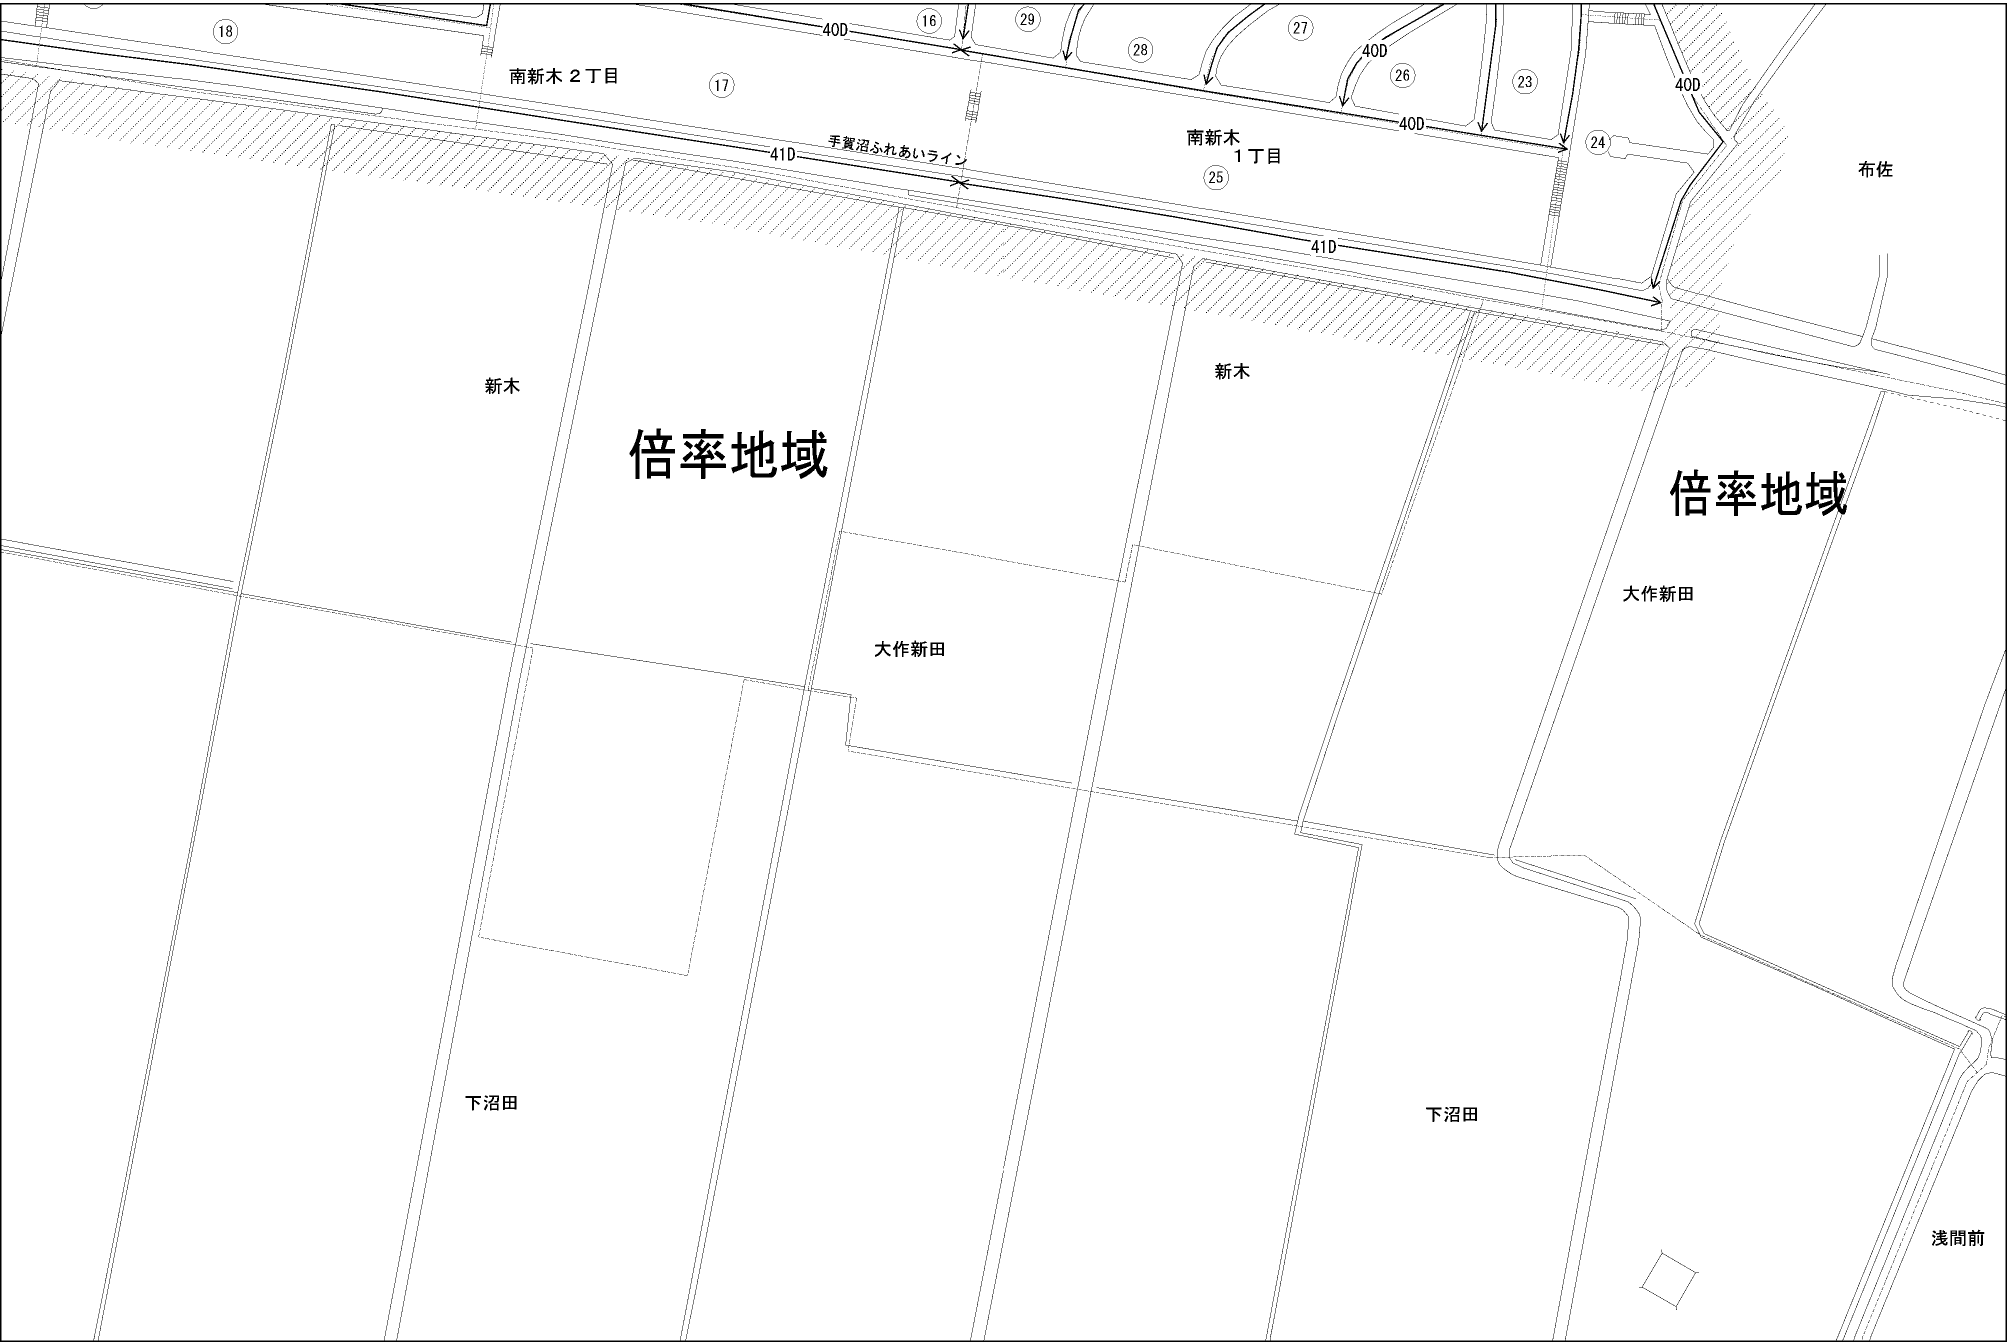 16
29
27
18
40D
28
40D
南新木２丁目
17
26
23
40D
40D
南新木
１丁目
24
手賀沼ふれあいライン
41D
25
布佐
41D
新木
新木
倍率地域
倍率地域
大作新田
大作新田
下沼田
下沼田
浅間前